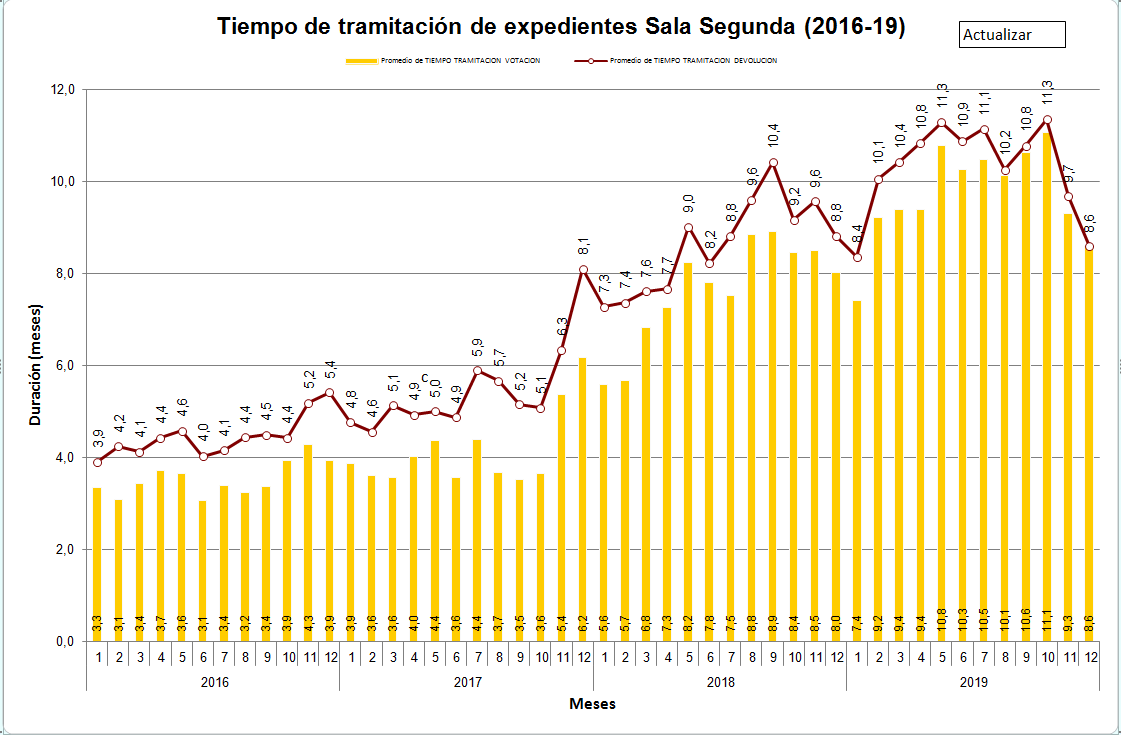 Tiempo de tramitación de expedientes Sala Segunda (2016-19)
Actualizar
Promedio de TIEMPO TRAMITACION VOTACION
Promedio de TIEMPO TRAMITACION DEVOLUCION
12,0
10,0
8,0
6,0
4,0
2,0
0,0
Duración (meses)
3,9 4,2 4,1 4,4 4,6 4,0 4,1 4,4 4,5 4,4 5,2 5,4 4,8 4,6 5,1 4,9 c 5,0 4,9 5,9 5,7 5,2 5,1 6,3 8,1 7,3 7,4 7,6 7,7 9,0 8,2 8,8 9,6 10,4 9,2 9,6 8,8 8,4 10,1 10,4 10,8 11,3 10,9 11,1 10,2 10,8 11,3 9,7 8,6
3,3 3,1 3,4 3,7 3,6 3,1 3,4 3,2 3,4 3,9 4,3 3,9 3,9 3,6 3,6 4,0 4,4 3,6 4,4 3,7 3,5 3,6 5,4 6,2 5,6 5,7 6,8 7,3 8,2 7,8 7,5 8,8 8,9 8,4 8,5 8,0 7,4 9,2 9,4 9,4 10,8 10,3 10,5 10,1 10,6 11,1 9,3 8,6
1 2 3 4 5 6 7 8 9 10 11 12 1 2 3 4 5 6 7 8 9 10 11 12 1 2 3 4 5 6 7 8 9 10 11 12 1 2 3 4 5 6 7 8 9 10 11 12
2016 2017 2018 2019
Meses